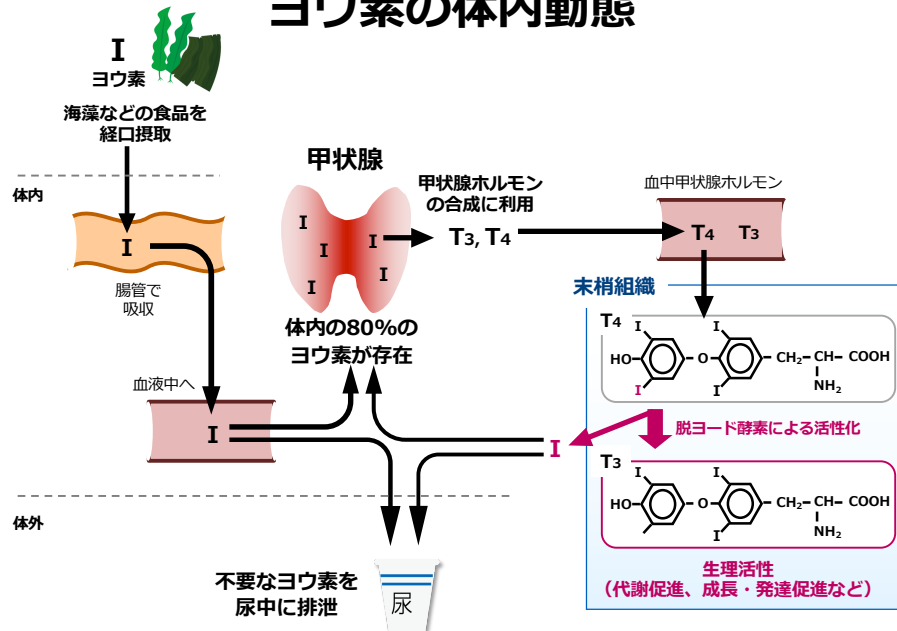 ヨウ素の体内動態
I
ヨウ素
海藻などの食品を
経口摂取
体内
I
腸管で
吸収
血液中へ
I
甲状腺
I
I
I
I
I
体内の80%の
ヨウ素が存在
甲状腺ホルモン
の合成に利用
T3, T4
血中甲状腺ホルモン
T4 T3
末梢組織
T4
I I
HO O CH2 CH COOH
I I NH2
脱ヨード酵素による活性化
I
T3
I I
HO O CH2 CH COOH
I NH2
生理活性
（代謝促進、成長・発達促進など）
体外
不要なヨウ素を
尿中に排泄
尿